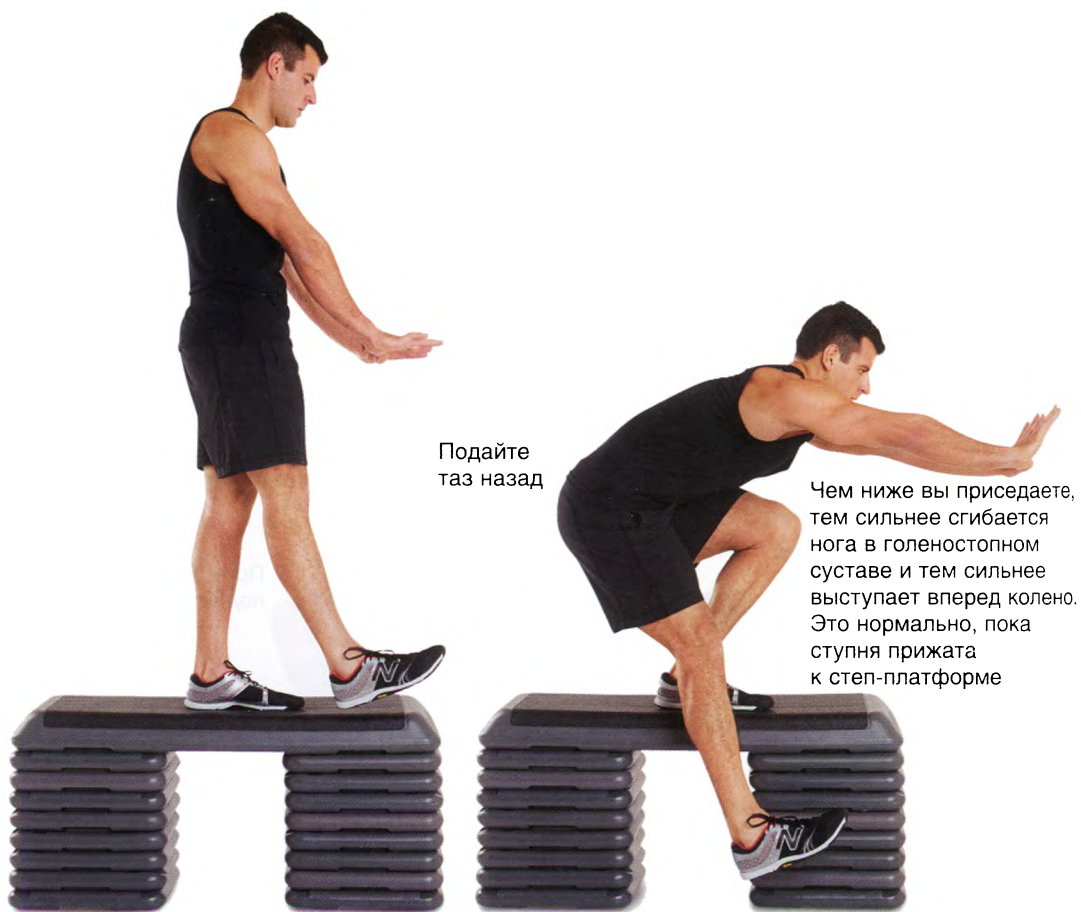 Подайте
таз назад
Чем ниже вы приседаете,
тем сильнее сгибается
нога в голеностопном
суставе и тем сильнее
выступает вперед колено.
Это нормально, пока
ступня прижата
к степ-платформе
N
N